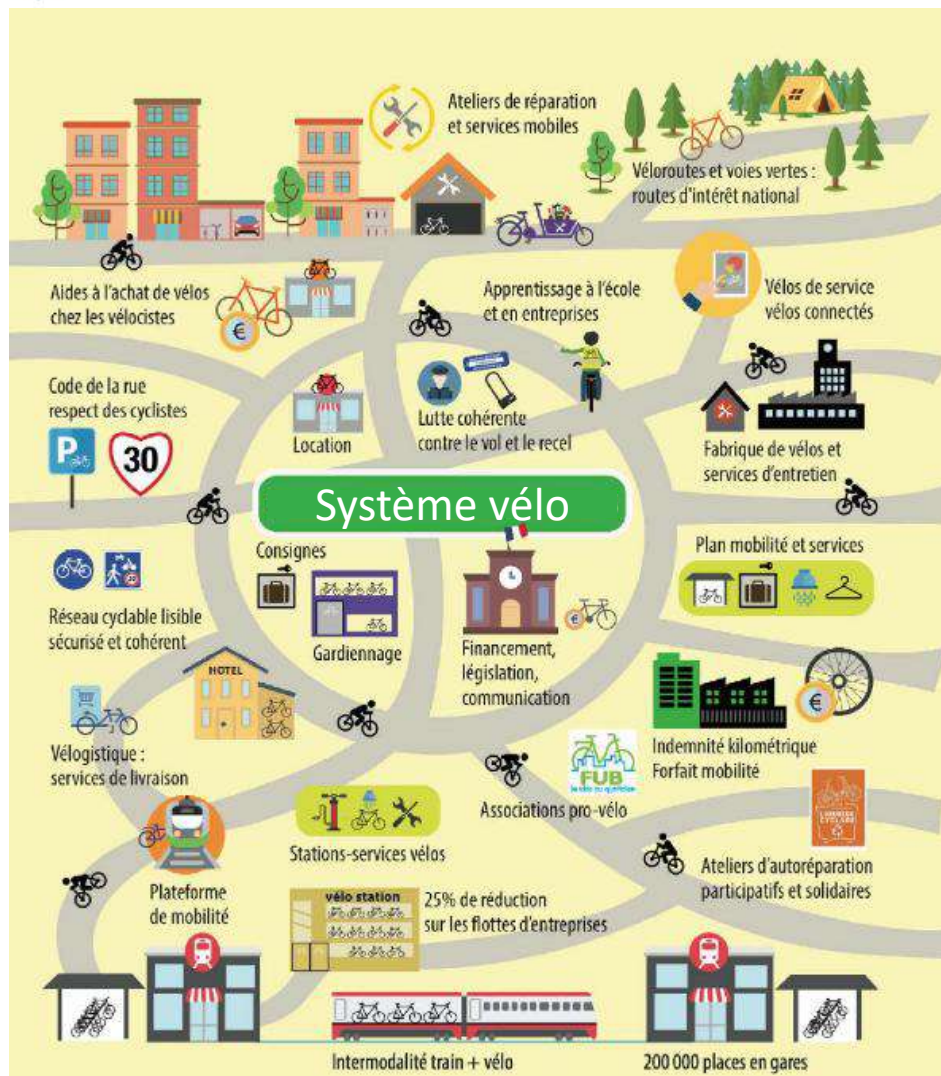 Ateliers de réparation
et services mobiles
Véloroutes et voies vertes :
routes d'intérêt national
Aides à l'achat de vélos
chez les vélocistes
€
Apprentissage à l'école
et en entreprises
Vélos de service
vélos connectés
Code de la rue
respect des cyclistes
P
30
Location
Lutte cohérente
contre le vol et le recel
Fabrique de vélos et
services d'entretien
Système vélo
Consignes
Gardiennage
Plan mobilité et services
Réseau cyclable lisible
sécurisé et cohérent
HOTEL
Financement,
législation,
communication
€
€
Vélogistique :
services de livraison
Indemnité kilométrique
Forfait mobilité
FUB
Associations pro-vélo
Stations-services vélos
Ateliers d'autoréparation
participatifs et solidaires
Plateforme
de mobilité
vélo station
25% de réduction
sur les flottes d'entreprises
Intermodalité train + vélo
200 000 places en gares